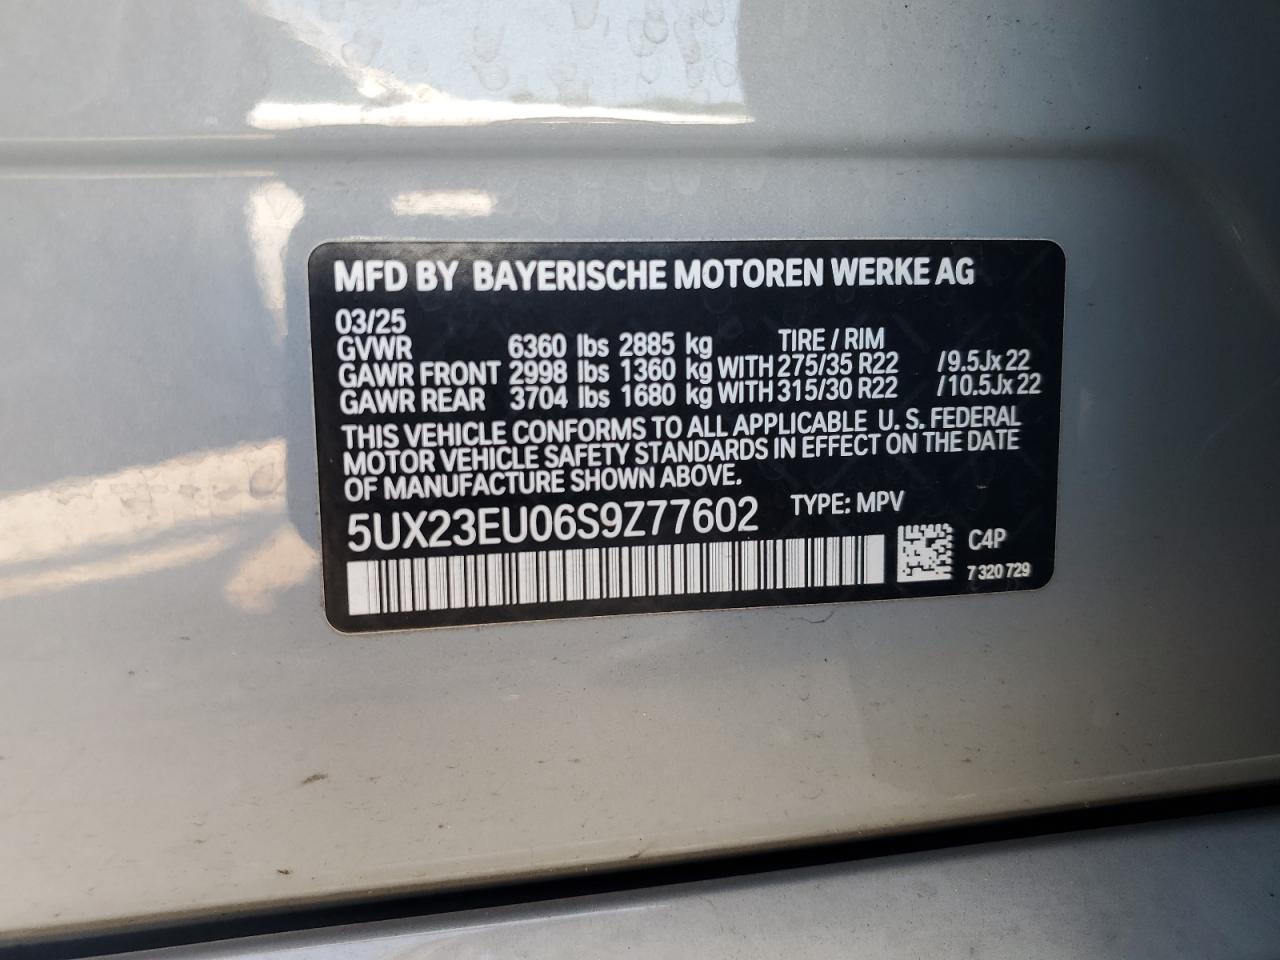 MFD BY BAYERISCHE MOTOREN WERKE AG
03/25
GVWR 6360 lbs 2885 kg TIRE / RIM
GAWR FRONT 2998 lbs 1360 kg WITH 275/35 R22 /9.5Jx 22
GAWR REAR 3704 lbs 1680 kg WITH 315/30 R22 /10.5Jx 22
THIS VEHICLE CONFORMS TO ALL APPLICABLE U. S. FEDERAL
MOTOR VEHICLE SAFETY STANDARDS IN EFFECT ON THE DATE
OF MANUFACTURE SHOWN ABOVE.
5UX23EU06S9Z77602 TYPE: MPV
C4P
7 320 729